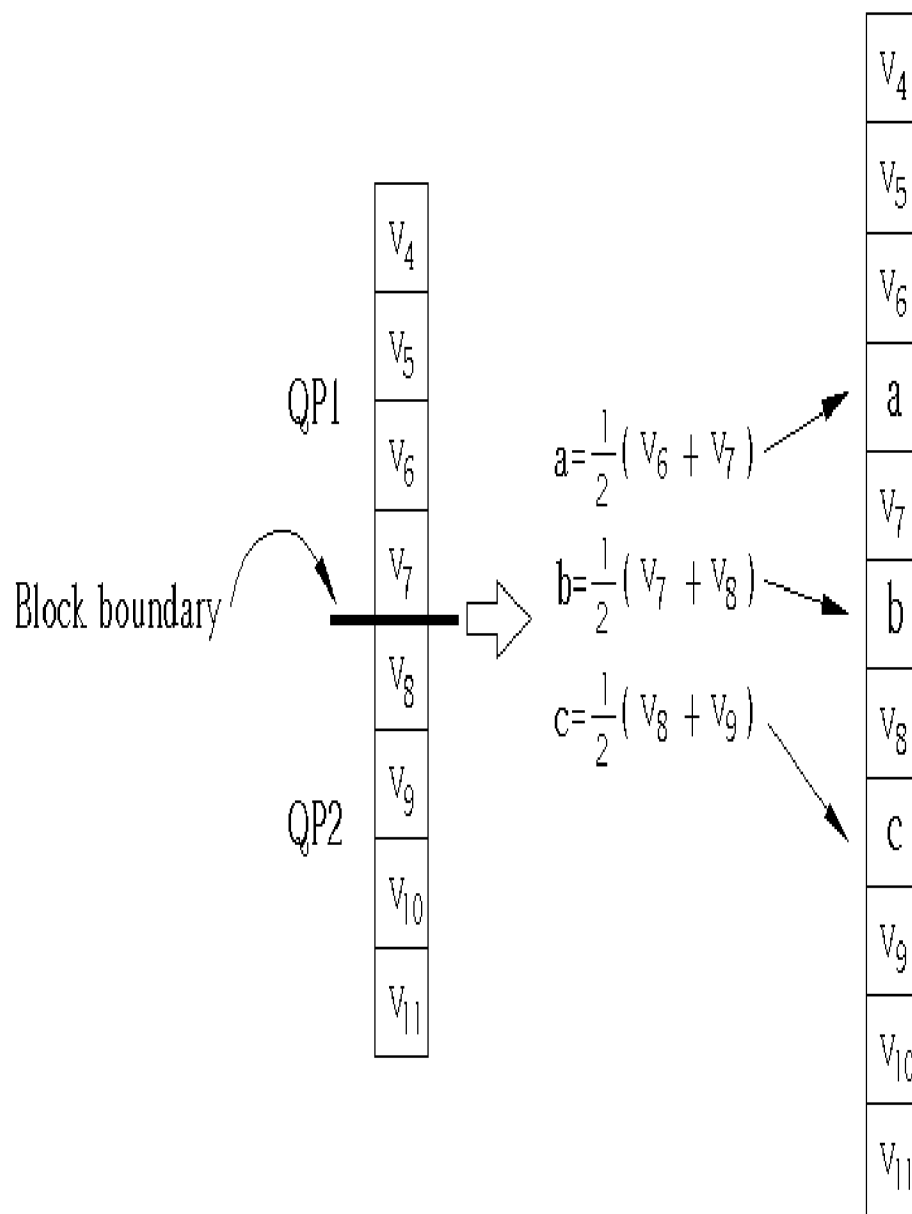 V4
V5
V6
V7
V8
V9
V10
V11
QP1
QP2
Block boundary
a=1/2( V6 + V7 )
b=1/2( V7 + V8 )
c=1/2( V8 + V9 )
V4
V5
V6
a
V7
b
V8
c
V9
V10
V11